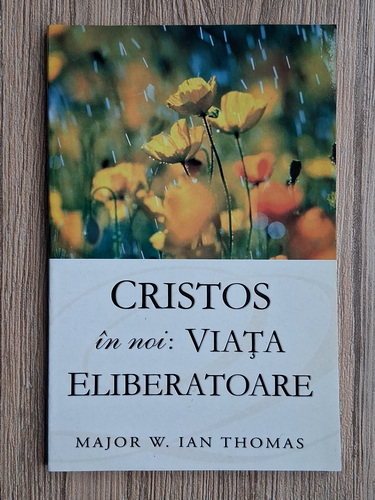 CRISTOS
în noi: VIAŢA
ELIBERATOARE
MAJOR W. IAN THOMAS